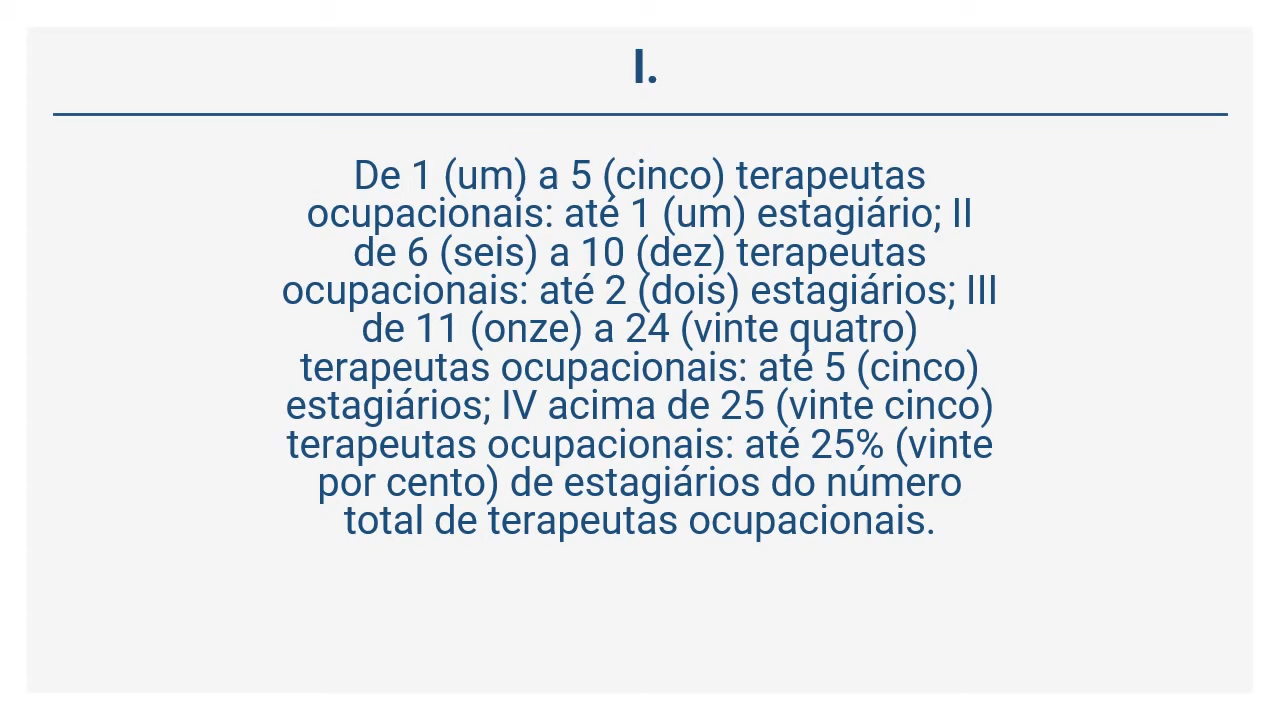 I.
De 1 (um) a 5 (cinco) terapeutas
ocupacionais: até 1 (um) estagiário; II
de 6 (seis) a 10 (dez) terapeutas
ocupacionais: até 2 (dois) estagiários; III
de 11 (onze) a 24 (vinte quatro)
terapeutas ocupacionais: até 5 (cinco)
estagiários; IV acima de 25 (vinte cinco)
terapeutas ocupacionais: até 25% (vinte
por cento) de estagiários do número
total de terapeutas ocupacionais.